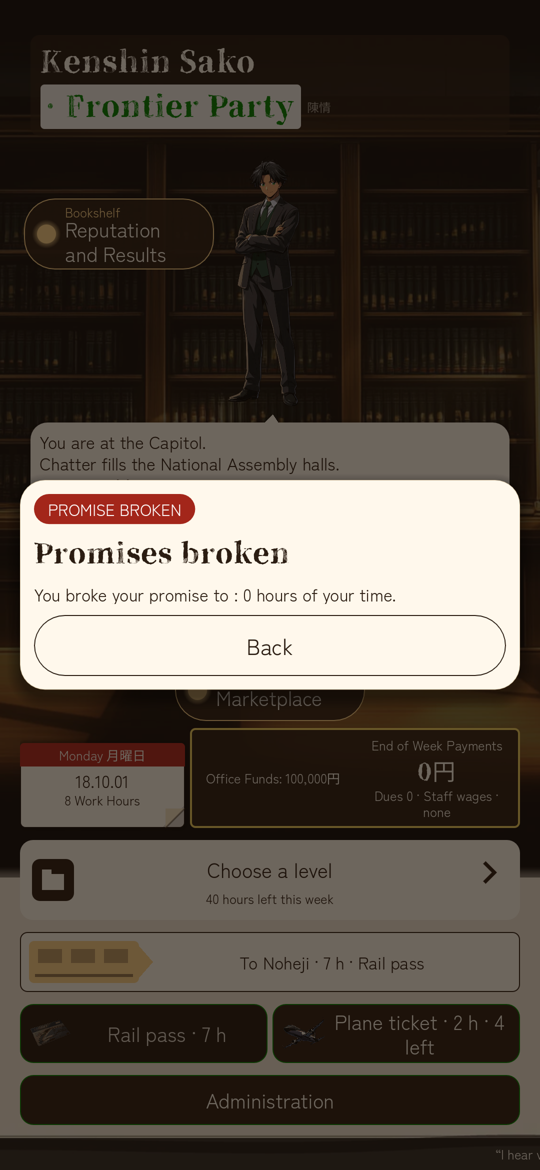 Kenshin Sako
· Frontier Party 陳情
Bookshelf
Reputation
and Results
You are at the Capitol.
Chatter fills the National Assembly halls.
PROMISE BROKEN
Promises broken
You broke your promise to : 0 hours of your time.
Back
Marketplace
Monday 月曜日
18.10.01
8 Work Hours
Office Funds: 100,000円
End of Week Payments
0円
Dues 0 · Staff wages ·
none
Choose a level
40 hours left this week
To Noheji · 7 h · Rail pass
Rail pass · 7 h
Plane ticket · 2 h · 4
left
Administration
"I hear